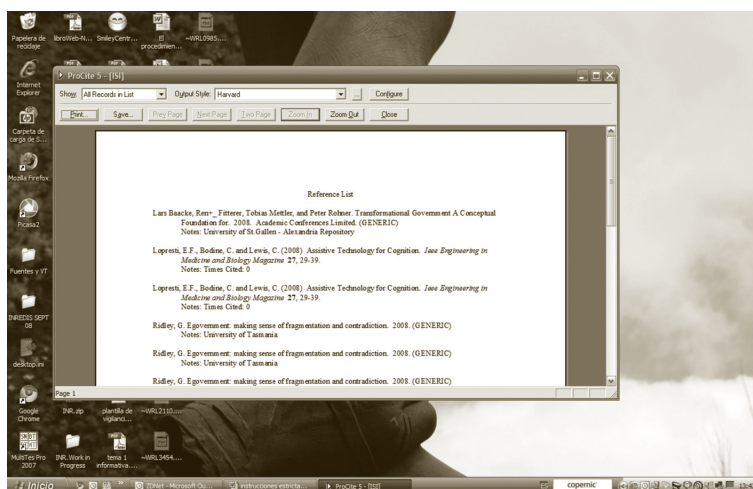 Papelera de reciclaje
libroWeb-N...
SmileyCentr...
El procedimien...
~WRL0985....
Internet Explorer
Carpeta de carga de S...
Mozilla Firefox
Picasa2
Fuentes y VT
INREDIS SEPT 08
desktop.ini
Google Chrome
INR.zip
plantilla de vigilanci...
~WRL2110....
MultiTes Pro 2007
INR.Work in Progress
tema 1 informativa....
~WRL3454....
ProCite 5 - [ISI]
Show: All Records in List
Output Style: Harvard
... Configure
Print... Save... Prev Page Next Page Two Page Zoom In Zoom Out Close
Reference List
Lars Baacke, Ren+_ Fitterer, Tobias Mettler, and Peter Rohner. Transformational Government A Conceptual
Foundation for. 2008. Academic Conferences Limited. (GENERIC)
Notes: University of St.Gallen - Alexandria Repository
Lopresti, E.F., Bodine, C. and Lewis, C. (2008) Assistive Technology for Cognition. Ieee Engineering in
Medicine and Biology Magazine 27, 29-39.
Notes: Times Cited: 0
Lopresti, E.F., Bodine, C. and Lewis, C. (2008) Assistive Technology for Cognition. Ieee Engineering in
Medicine and Biology Magazine 27, 29-39.
Notes: Times Cited: 0
Ridley, G. Egovernment: making sense of fragmentation and contradiction. 2008. (GENERIC)
Notes: University of Tasmania
Ridley, G. Egovernment: making sense of fragmentation and contradiction. 2008. (GENERIC)
Notes: University of Tasmania
Ridley, G. Egovernment: making sense of fragmentation and contradiction. 2008. (GENERIC)
Page 1
Inicio
ZDNet - Microsoft Ou...
instrucciones estricta...
ProCite 5 - [ISI]
ES
copernic